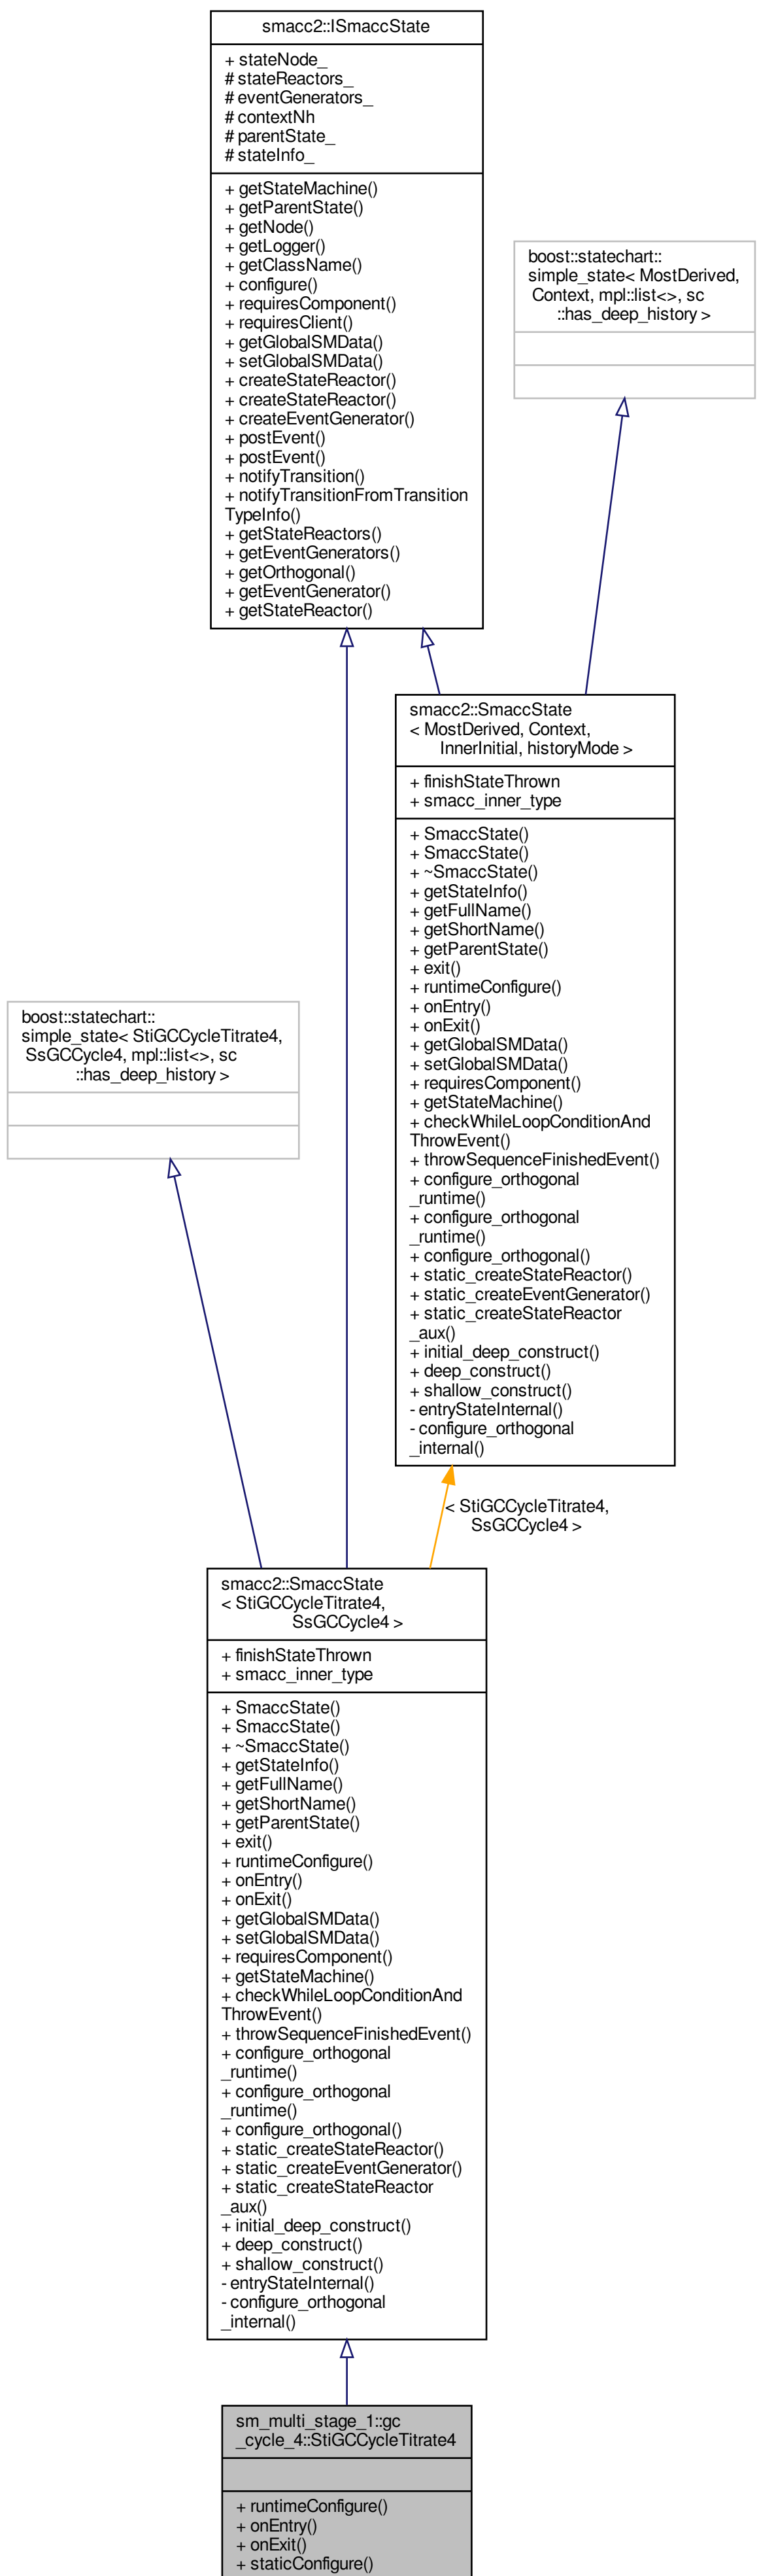 smacc2::ISmaccState
+ stateNode_
# stateReactors_
# eventGenerators_
# contextNh
# parentState_
# stateInfo_
+ getStateMachine()
+ getParentState()
+ getNode()
+ getLogger()
+ getClassName()
+ configure()
+ requiresComponent()
+ requiresClient()
+ getGlobalSMData()
+ setGlobalSMData()
+ createStateReactor()
+ createStateReactor()
+ createEventGenerator()
+ postEvent()
+ postEvent()
+ notifyTransition()
+ notifyTransitionFromTransition
TypeInfo()
+ getStateReactors()
+ getEventGenerators()
+ getOrthogonal()
+ getEventGenerator()
+ getStateReactor()
boost::statechart::
simple_state< MostDerived,
Context, mpl::list<>, sc
::has_deep_history >
smacc2::SmaccState
< MostDerived, Context,
InnerInitial, historyMode >
+ finishStateThrown
+ smacc_inner_type
+ SmaccState()
+ SmaccState()
+ ~SmaccState()
+ getStateInfo()
+ getFullName()
+ getShortName()
+ getParentState()
+ exit()
+ runtimeConfigure()
+ onEntry()
+ onExit()
+ getGlobalSMData()
+ setGlobalSMData()
+ requiresComponent()
+ getStateMachine()
+ checkWhileLoopConditionAnd
ThrowEvent()
+ throwSequenceFinishedEvent()
+ configure_orthogonal
_runtime()
+ configure_orthogonal
_runtime()
+ configure_orthogonal()
+ static_createStateReactor()
+ static_createEventGenerator()
+ static_createStateReactor
_aux()
+ initial_deep_construct()
+ deep_construct()
+ shallow_construct()
- entryStateInternal()
- configure_orthogonal
_internal()
boost::statechart::
simple_state< StiGCCycleTitrate4,
SsGCCycle4, mpl::list<>, sc
::has_deep_history >
< StiGCCycleTitrate4,
SsGCCycle4 >
smacc2::SmaccState
< StiGCCycleTitrate4,
SsGCCycle4 >
+ finishStateThrown
+ smacc_inner_type
+ SmaccState()
+ SmaccState()
+ ~SmaccState()
+ getStateInfo()
+ getFullName()
+ getShortName()
+ getParentState()
+ exit()
+ runtimeConfigure()
+ onEntry()
+ onExit()
+ getGlobalSMData()
+ setGlobalSMData()
+ requiresComponent()
+ getStateMachine()
+ checkWhileLoopConditionAnd
ThrowEvent()
+ throwSequenceFinishedEvent()
+ configure_orthogonal
_runtime()
+ configure_orthogonal
_runtime()
+ configure_orthogonal()
+ static_createStateReactor()
+ static_createEventGenerator()
+ static_createStateReactor
_aux()
+ initial_deep_construct()
+ deep_construct()
+ shallow_construct()
- entryStateInternal()
- configure_orthogonal
_internal()
sm_multi_stage_1::gc
_cycle_4::StiGCCycleTitrate4
+ runtimeConfigure()
+ onEntry()
+ onExit()
+ staticConfigure()